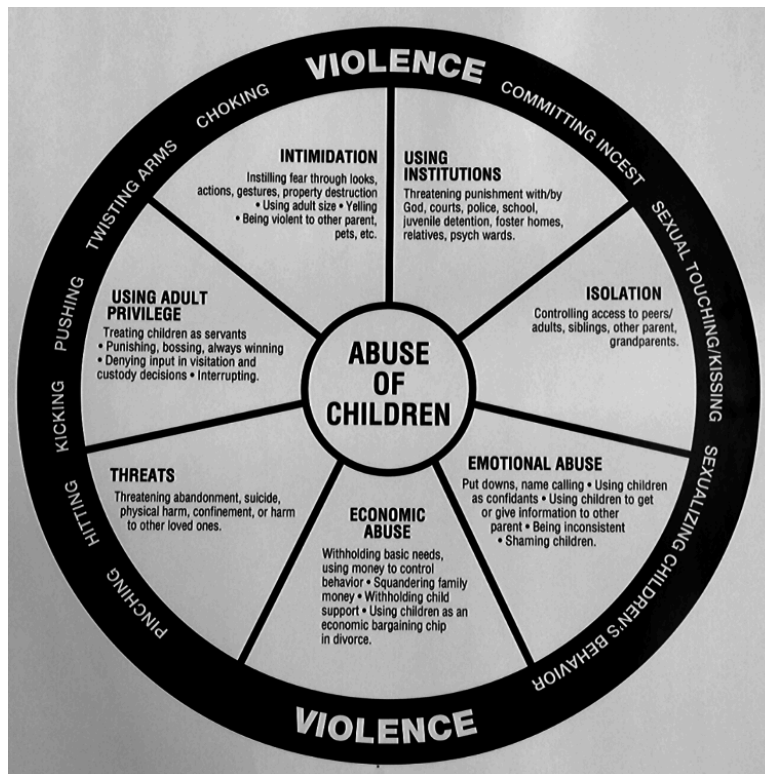 VIOLENCE
COMMITTING INCEST
SEXUAL TOUCHING/KISSING
SEXUALIZING CHILDREN'S BEHAVIOR
VIOLENCE
PINCHING
HITTING
KICKING
PUSHING
TWISTING ARMS
CHOKING
INTIMIDATION
Instilling fear through looks,
actions, gestures, property destruction
• Using adult size • Yelling
• Being violent to other parent,
pets, etc.
USING
INSTITUTIONS
Threatening punishment with/by
God, courts, police, school,
juvenile detention, foster homes,
relatives, psych wards.
ISOLATION
Controlling access to peers/
adults, siblings, other parent,
grandparents.
EMOTIONAL ABUSE
Put downs, name calling • Using children
as confidants • Using children to get
or give information to other
parent • Being inconsistent
• Shaming children.
ECONOMIC
ABUSE
Withholding basic needs,
using money to control
behavior • Squandering family
money • Withholding child
support • Using children as an
economic bargaining chip
in divorce.
THREATS
Threatening abandonment, suicide,
physical harm, confinement, or harm
to other loved ones.
USING ADULT
PRIVILEGE
Treating children as servants
• Punishing, bossing, always winning
• Denying input in visitation and
custody decisions • Interrupting.
ABUSE
OF
CHILDREN